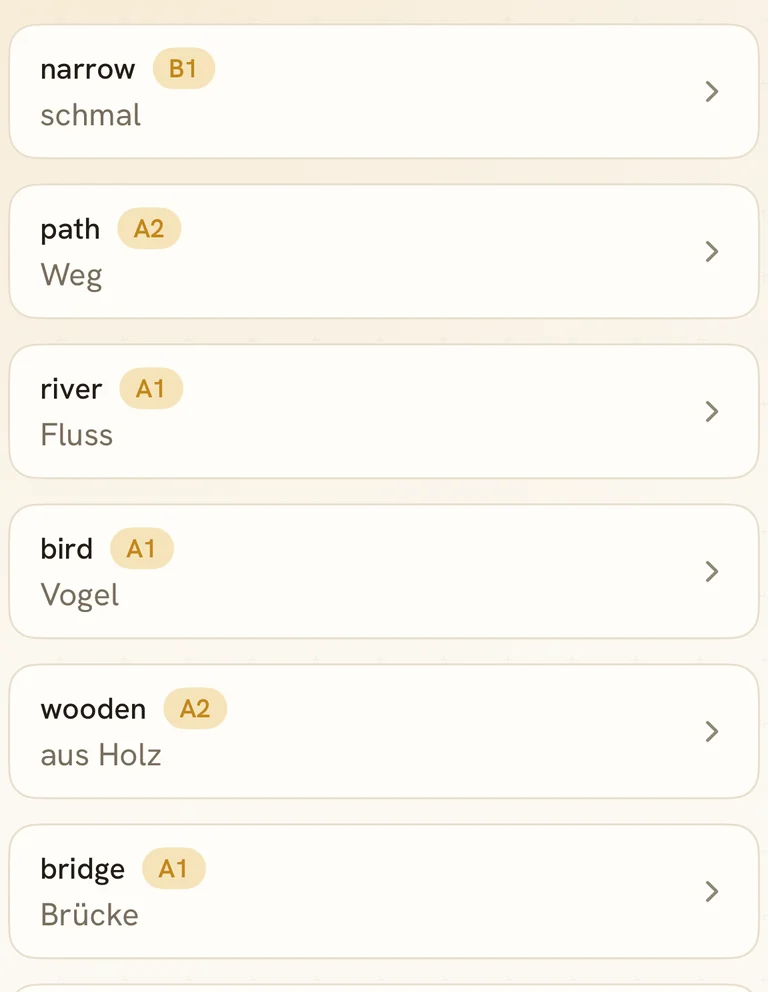 narrow B1
schmal
path A2
Weg
river A1
Fluss
bird A1
Vogel
wooden A2
aus Holz
bridge A1
Brücke